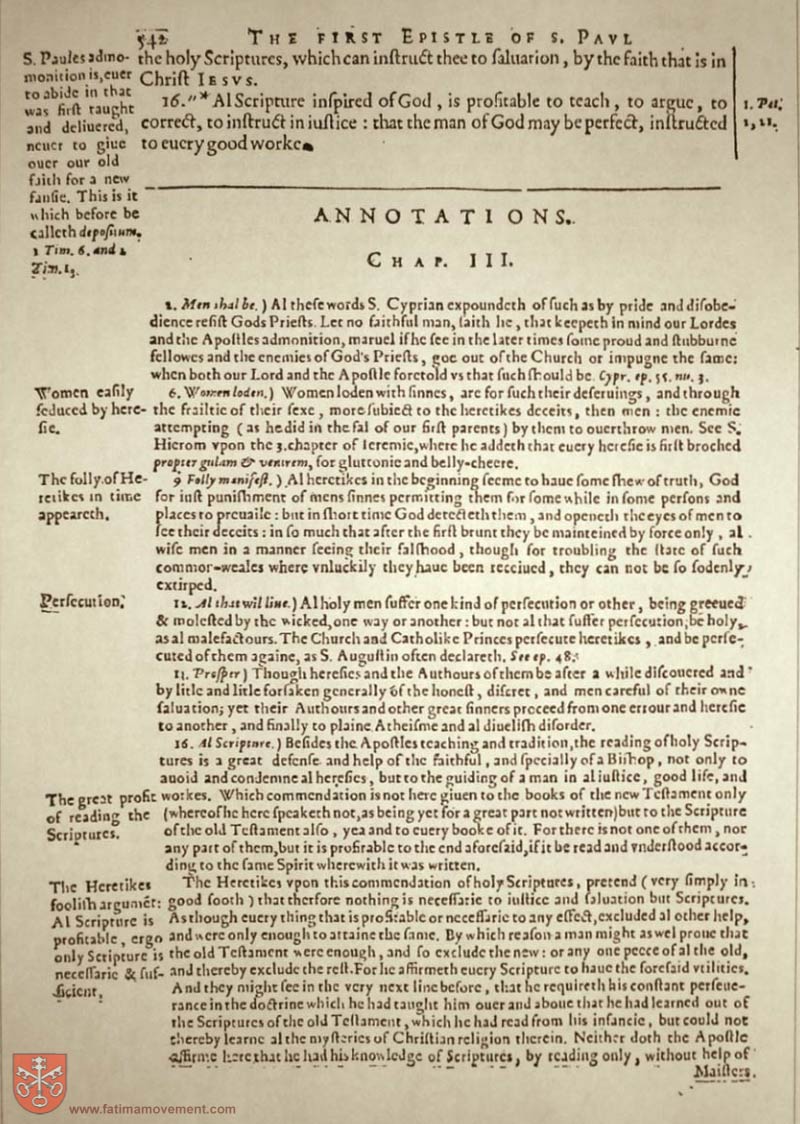 542
THE FIRST EPISTLE OF S. PAVL
S. Paules admo-
monition is, euer
to abide in that
was firſt taught
and deliuered,
neuer to giue
ouer our old
faith for a new
fanſie. This is it
which before he
calleth depoſitum.
1 Tim. 6. and 2
Tim. 1.
the holy Scriptures, which can inſtruct thee to ſaluation, by the faith that is in
Chriſt IESVS.
16. "* Al Scripture inſpired of God, is profitable to teach, to argue, to
correct, to inſtruct in iuſtice : that the man of God may be perfect, inſtructed
to euery good worke.
1. Pet.
1, 21.
ANNOTATIONS.
CHAP. III.
2. Men shal be.) Al theſe words S. Cyprian expoundeth of ſuch as by pride and diſobe-
dience reſiſt Gods Prieſts. Let no faithful man, ſaith he, that keepeth in mind our Lordes
and the Apoſtles admonition, maruel if he ſee in the later times ſome proud and ſtubburne
fellowes and the enemies of God's Prieſts, goe out of the Church or impugne the ſame:
when both our Lord and the Apoſtle foretold vs that ſuch ſhould be. Cypr. ep. 55. nu. 3.
Women eaſily
ſeduced by here-
ſie.
6. Women loden.) Women loden with ſinnes, are for ſuch their deſeruings, and through
the frailtie of their ſexe, more ſubiect to the heretikes deceits, then men : the enemie
attempting (as he did in the fal of our firſt parents) by them to ouerthrow men. See S.
Hierom vpon the 3. chapter of Ieremie, where he addeth that euery hereſie is firſt broched
propter gulam & ventrem, for gluttonie and belly-cheere.
The folly of He-
retikes in time
appeareth.
9 Folly manifeſt.) Al heretikes in the beginning ſeeme to haue ſome ſhew of truth, God
for iuſt puniſhment of mens ſinnes permitting them for ſome while in ſome perſons and
places to preuaile : but in ſhort time God detecteth them, and openeth the eyes of men to
ſee their deceits : in ſo much that after the firſt brunt they be mainteined by force only, al
wiſe men in a manner ſeeing their falſhood, though for troubling the ſtate of ſuch
common-weales where vnluckily they haue been receiued, they can not be ſo ſodenly
extirped.
Perſecution.
12. Al that wil liue.) Al holy men ſuffer one kind of perſecution or other, being greeued
& moleſted by the wicked, one way or another : but not al that ſuffer perſecution, be holy,
as al malefactours. The Church and Catholike Princes perſecute heretikes, and be perſe-
cuted of them againe, as S. Auguſtin often declareth. See ep. 48.
13. Proſper) Though hereſies and the Authours of them be after a while diſcouered and
by litle and litle forſaken generally of the honeſt, diſcret, and men careful of their owne
ſaluation; yet their Authours and other great ſinners proceed from one errour and hereſie
to another, and finally to plaine Atheiſme and al diueliſh diſorder.
16. Al Scripture.) Beſides the Apoſtles teaching and tradition, the reading of holy Scrip-
tures is a great defenſe and help of the faithful, and ſpecially of a Biſhop, not only to
auoid and condemne al hereſies, but to the guiding of a man in al iuſtice, good life, and
The great profit
of reading the
Scriptures.
workes. Which commendation is not here giuen to the books of the new Teſtament only
(whereof he here ſpeaketh not, as being yet for a great part not written) but to the Scripture
of the old Teſtament alſo, yea and to euery booke of it. For there is not one of them, nor
any part of them, but it is profitable to the end aforeſaid, if it be read and vnderſtood accor-
ding to the ſame Spirit wherewith it was written.
The Heretikes
fooliſh argumēt:
Al Scripture is
profitable, ergo
only Scripture is
neceſſarie & ſuf-
ficient.
The Heretikes vpon this commendation of holy Scriptures, pretend (very ſimply in
good ſooth) that therfore nothing is neceſſarie to iuſtice and ſaluation but Scriptures.
As though euery thing that is profitable or neceſſarie to any effect, excluded al other help,
and were only enough to attaine the ſame. By which reaſon a man might as wel proue that
the old Teſtament were enough, and ſo exclude the new : or any one peece of al the old,
and thereby exclude the reſt. For he affirmeth euery Scripture to haue the foreſaid vtilities.
And they might ſee in the very next line before, that he requireth his conſtant perſeue-
rance in the doctrine which he had taught him ouer and aboue that he had learned out of
the Scriptures of the old Teſtament, which he had read from his infancie, but could not
thereby learne al the myſteries of Chriſtian religion therein. Neither doth the Apoſtle
affirme here that he had his knowledge of Scriptures, by reading only, without help of
Maiſters.
www.fatimamovement.com